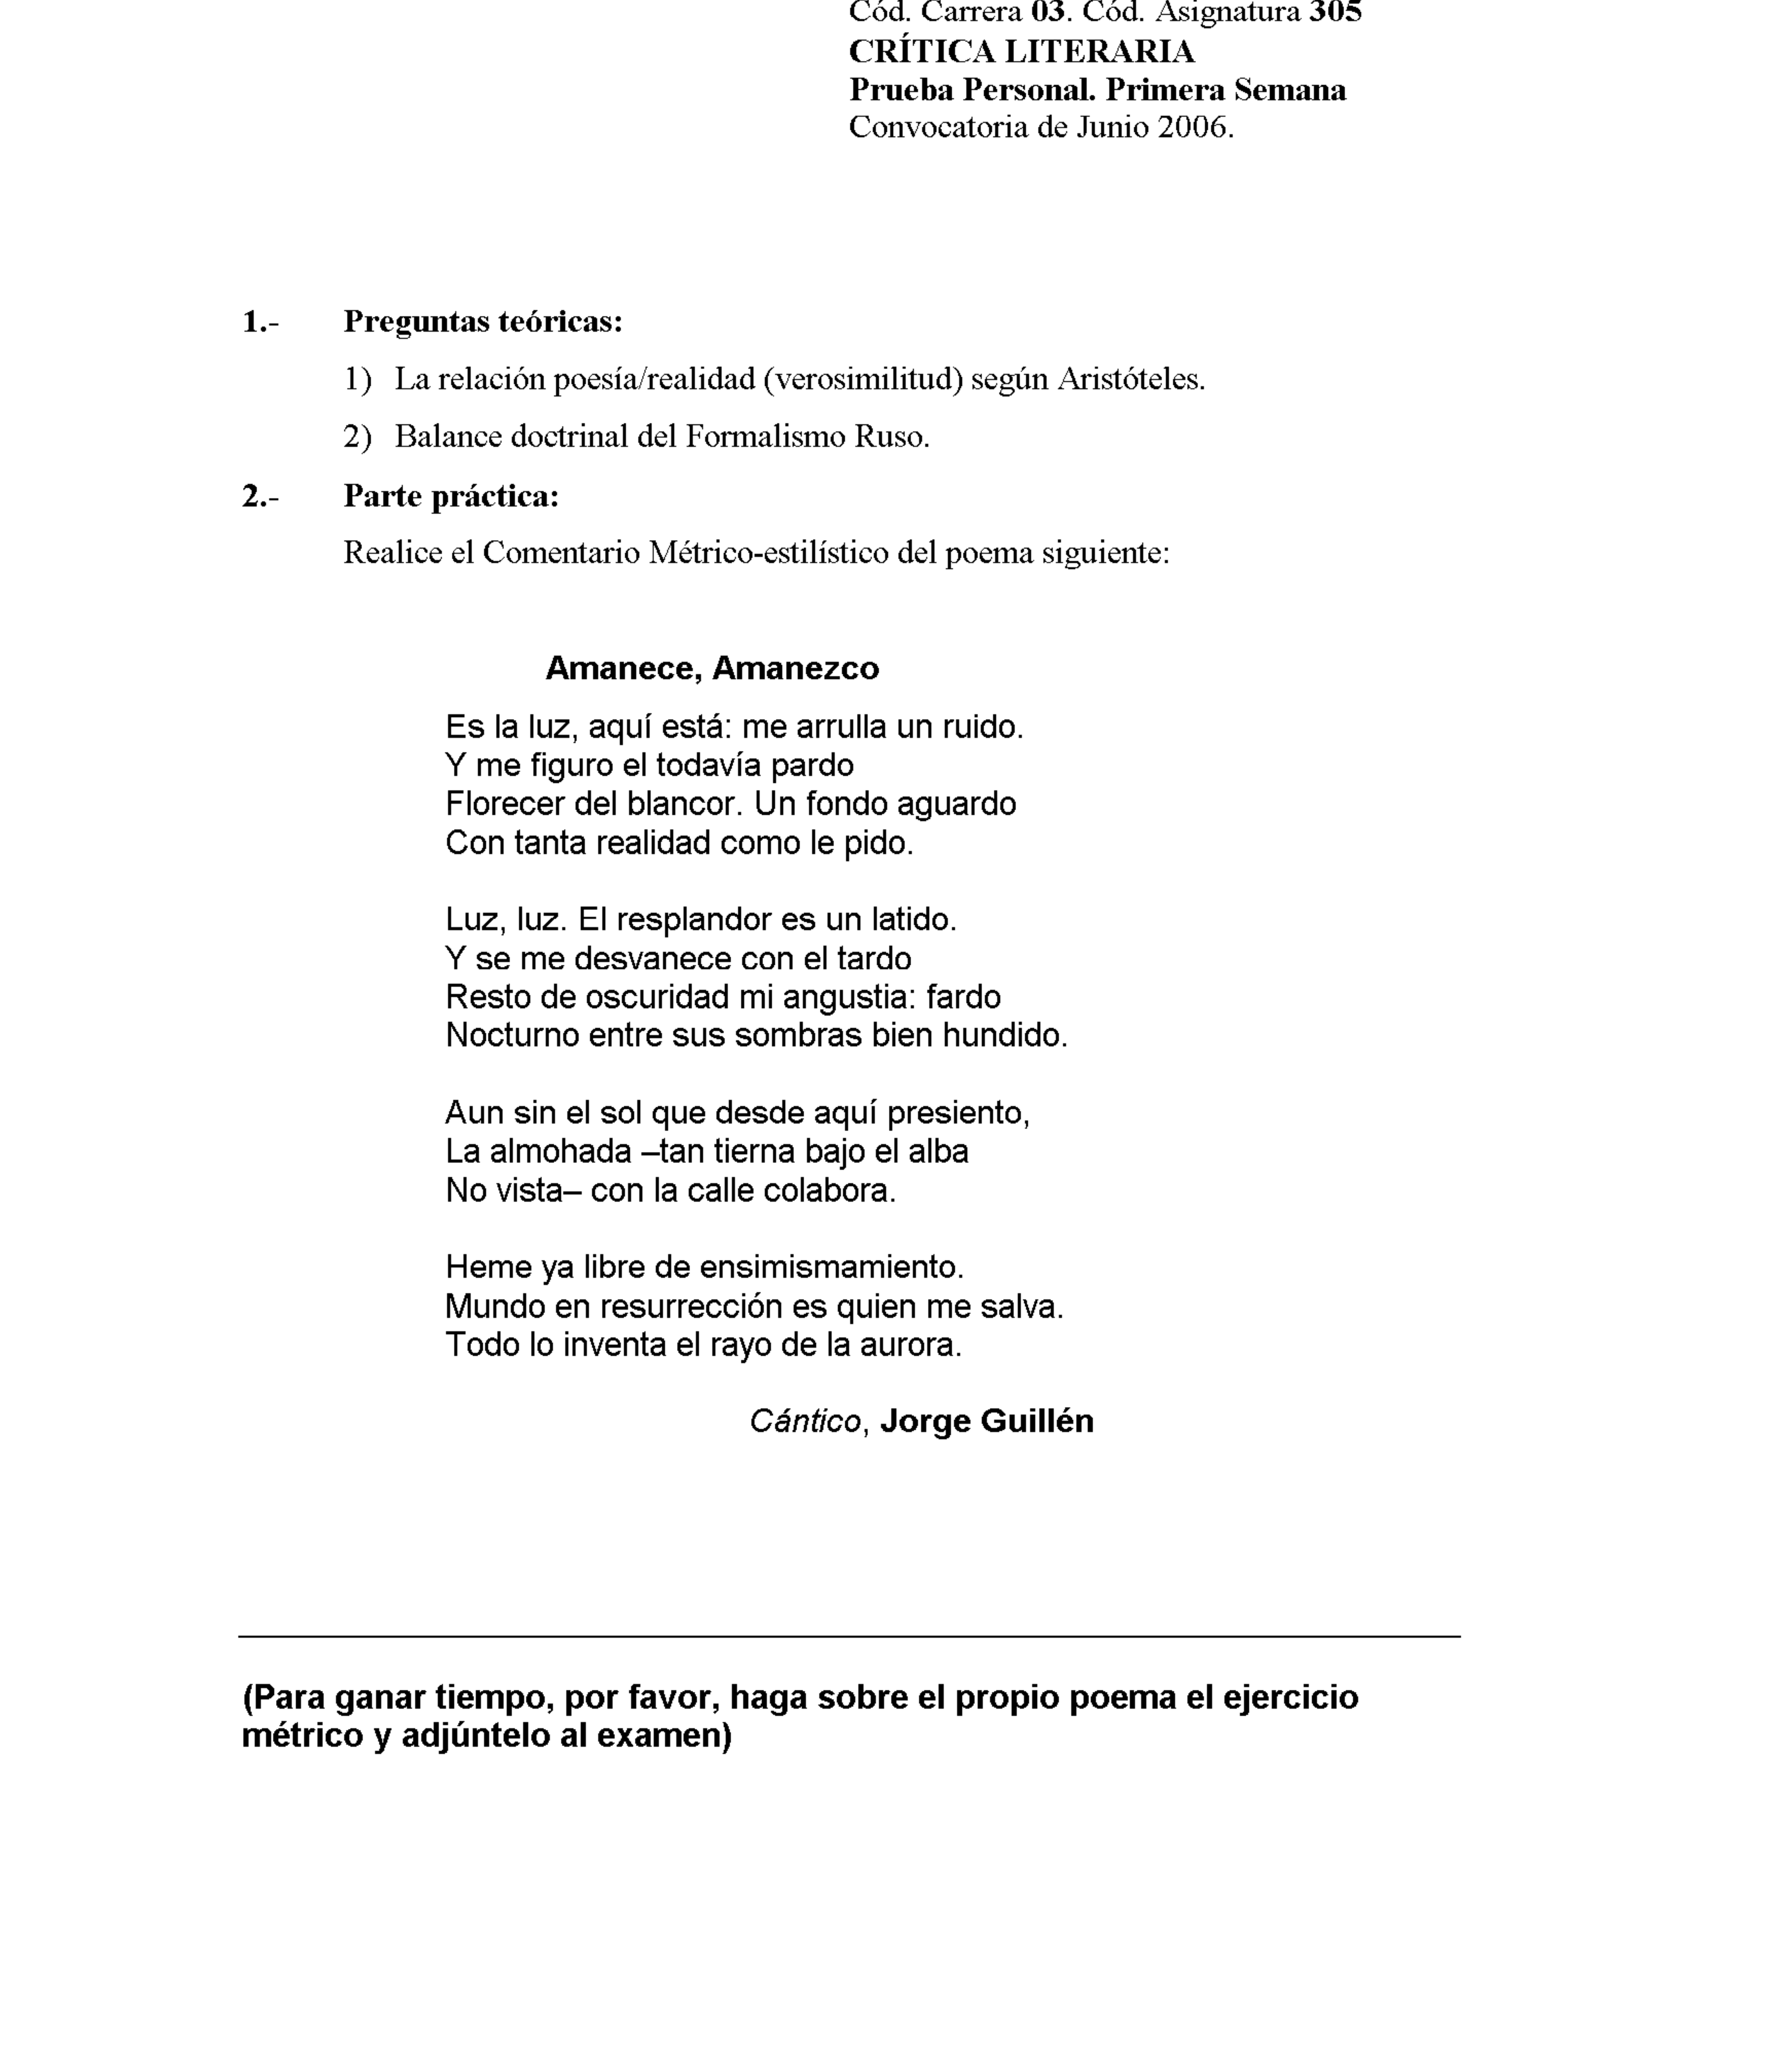 Cód. Carrera 03. Cód. Asignatura 305
CRÍTICA LITERARIA
Prueba Personal. Primera Semana
Convocatoria de Junio 2006.
1.- Preguntas teóricas:
1) La relación poesía/realidad (verosimilitud) según Aristóteles.
2) Balance doctrinal del Formalismo Ruso.
2.- Parte práctica:
Realice el Comentario Métrico-estilístico del poema siguiente:
Amanece, Amanezco
Es la luz, aquí está: me arrulla un ruido.
Y me figuro el todavía pardo
Florecer del blancor. Un fondo aguardo
Con tanta realidad como le pido.
Luz, luz. El resplandor es un latido.
Y se me desvanece con el tardo
Resto de oscuridad mi angustia: fardo
Nocturno entre sus sombras bien hundido.
Aun sin el sol que desde aquí presiento,
La almohada –tan tierna bajo el alba
No vista– con la calle colabora.
Heme ya libre de ensimismamiento.
Mundo en resurrección es quien me salva.
Todo lo inventa el rayo de la aurora.
Cántico, Jorge Guillén
(Para ganar tiempo, por favor, haga sobre el propio poema el ejercicio
métrico y adjúntelo al examen)